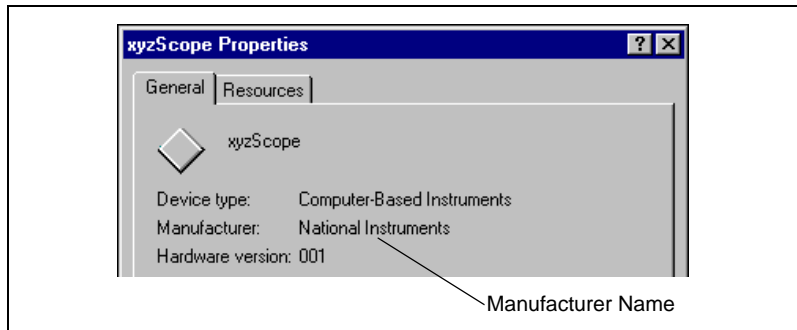 xyzScope Properties
General Resources
xyzScope
Device type: Computer-Based Instruments
Manufacturer: National Instruments
Hardware version: 001
Manufacturer Name